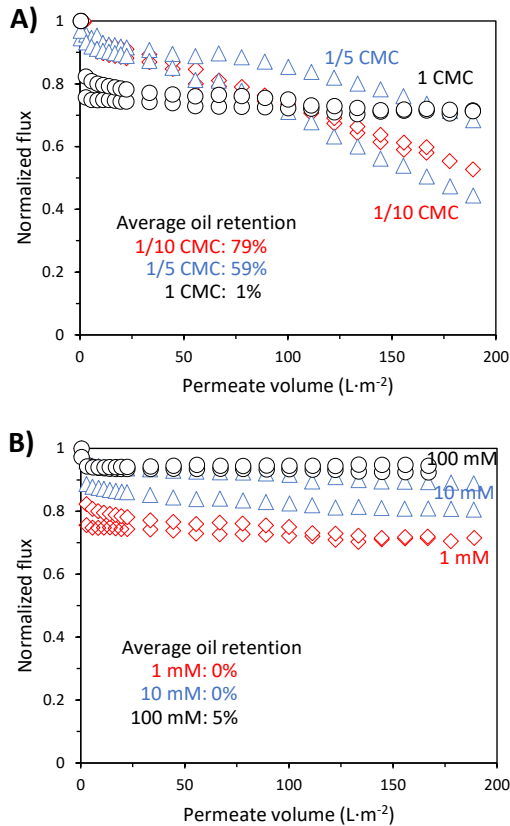 A)
1
0.8
0.6
0.4
0.2
0
Normalized flux
1/5 CMC
1 CMC
1/10 CMC
Average oil retention
1/10 CMC: 79%
1/5 CMC: 59%
1 CMC: 1%
0 50 100 150 200
Permeate volume (L·m-2)
B)
1
0.8
0.6
0.4
0.2
0
Normalized flux
100 mM
10 mM
1 mM
Average oil retention
1 mM: 0%
10 mM: 0%
100 mM: 5%
0 50 100 150 200
Permeate volume (L·m-2)